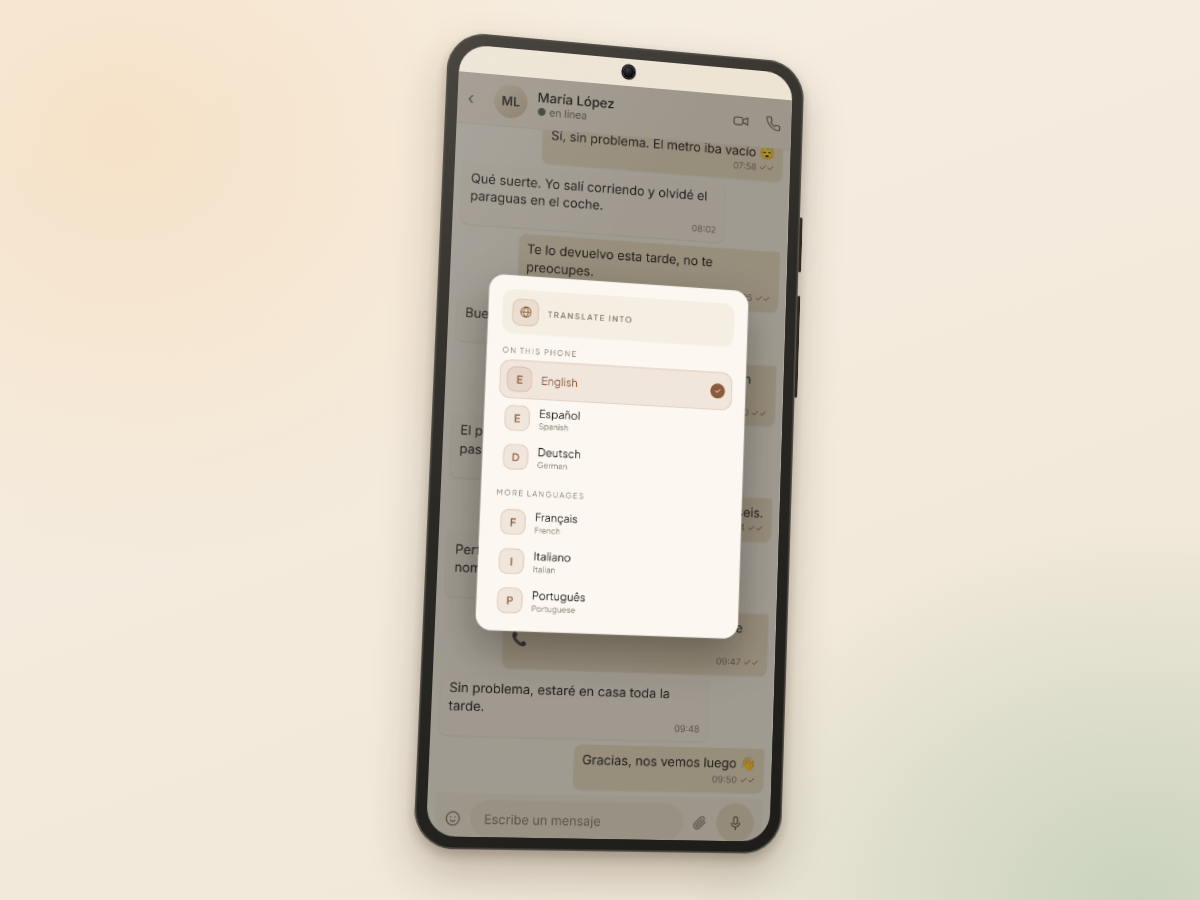 ML
María López
en línea
Sí, sin problema. El metro iba vacío 😴
07:58
Qué suerte. Yo salí corriendo y olvidé el
paraguas en el coche.
08:02
Te lo devuelvo esta tarde, no te
preocupes.
TRANSLATE INTO
ON THIS PHONE
E
English
E
Español
Spanish
D
Deutsch
German
MORE LANGUAGES
F
Français
French
I
Italiano
Italian
P
Português
Portuguese
El
09:47
Sin problema, estaré en casa toda la
tarde.
09:48
Gracias, nos vemos luego 👋
09:50
Escribe un mensaje